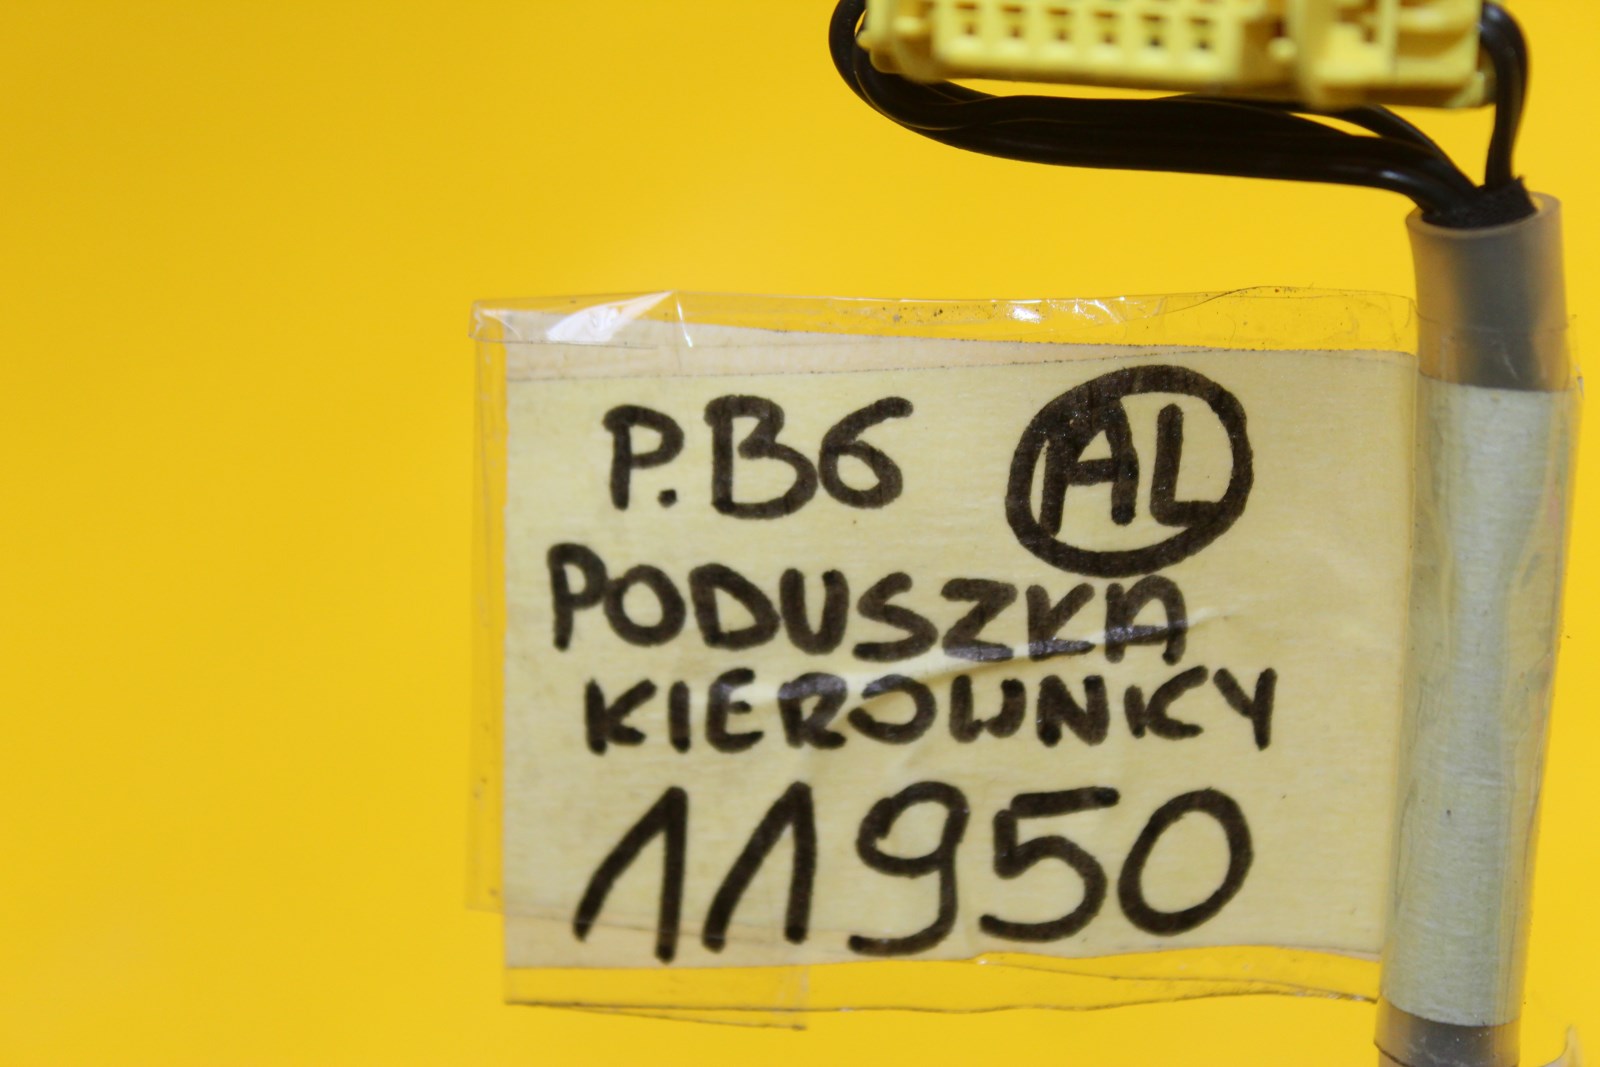 P.B6 AL
PODUSZKA
KIEROWNICY
11950